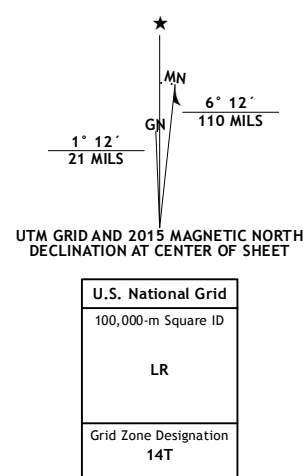 ★
MN
GN
6° 12´
110 MILS
1° 12´
21 MILS
UTM GRID AND 2015 MAGNETIC NORTH
DECLINATION AT CENTER OF SHEET
U.S. National Grid
100,000-m Square ID
LR
Grid Zone Designation
14T